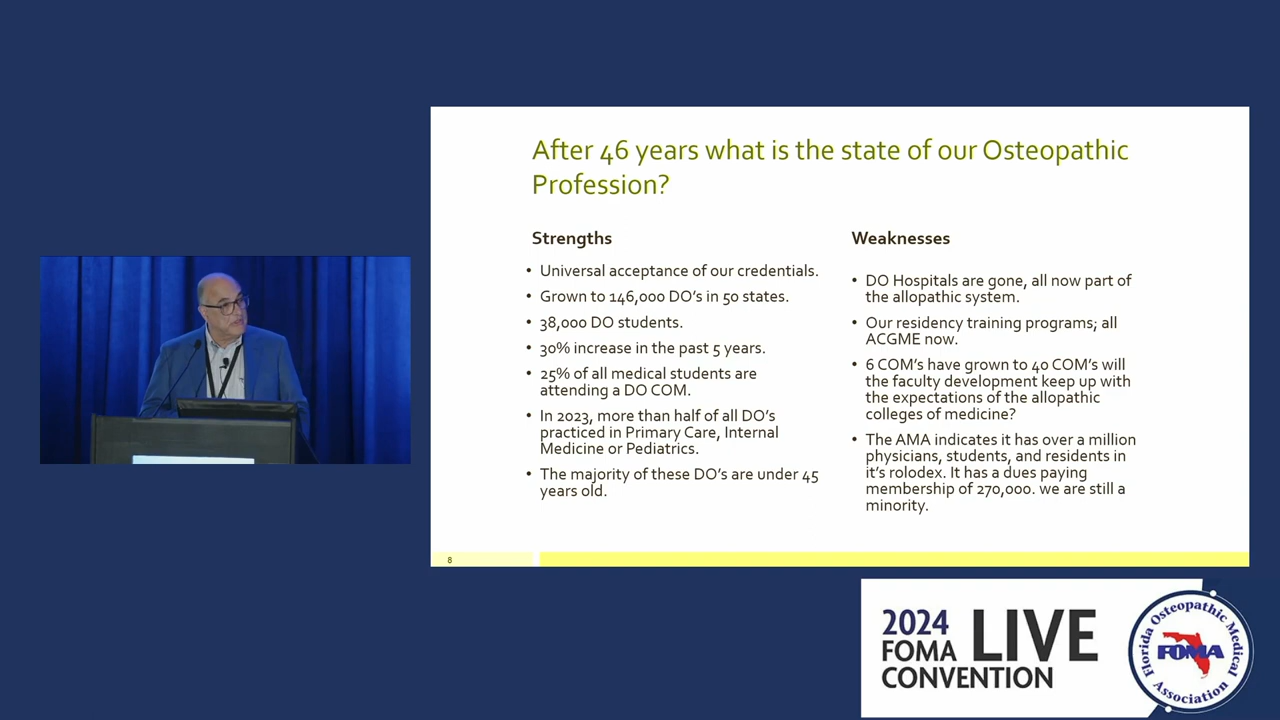 After 46 years what is the state of our Osteopathic
Profession?
Strengths
• Universal acceptance of our credentials.
• Grown to 146,000 DO's in 50 states.
• 38,000 DO students.
• 30% increase in the past 5 years.
• 25% of all medical students are
attending a DO COM.
• In 2023, more than half of all DO's
practiced in Primary Care, Internal
Medicine or Pediatrics.
• The majority of these DO's are under 45
years old.
Weaknesses
• DO Hospitals are gone, all now part of
the allopathic system.
• Our residency training programs; all
ACGME now.
• 6 COM's have grown to 40 COM's will
the faculty development keep up with
the expectations of the allopathic
colleges of medicine?
• The AMA indicates it has over a million
physicians, students, and residents in
it's rolodex. It has a dues paying
membership of 270,000. we are still a
minority.
8
2024
FOMA
LIVE
CONVENTION
Florida Osteopathic Medical
FOMA
Association